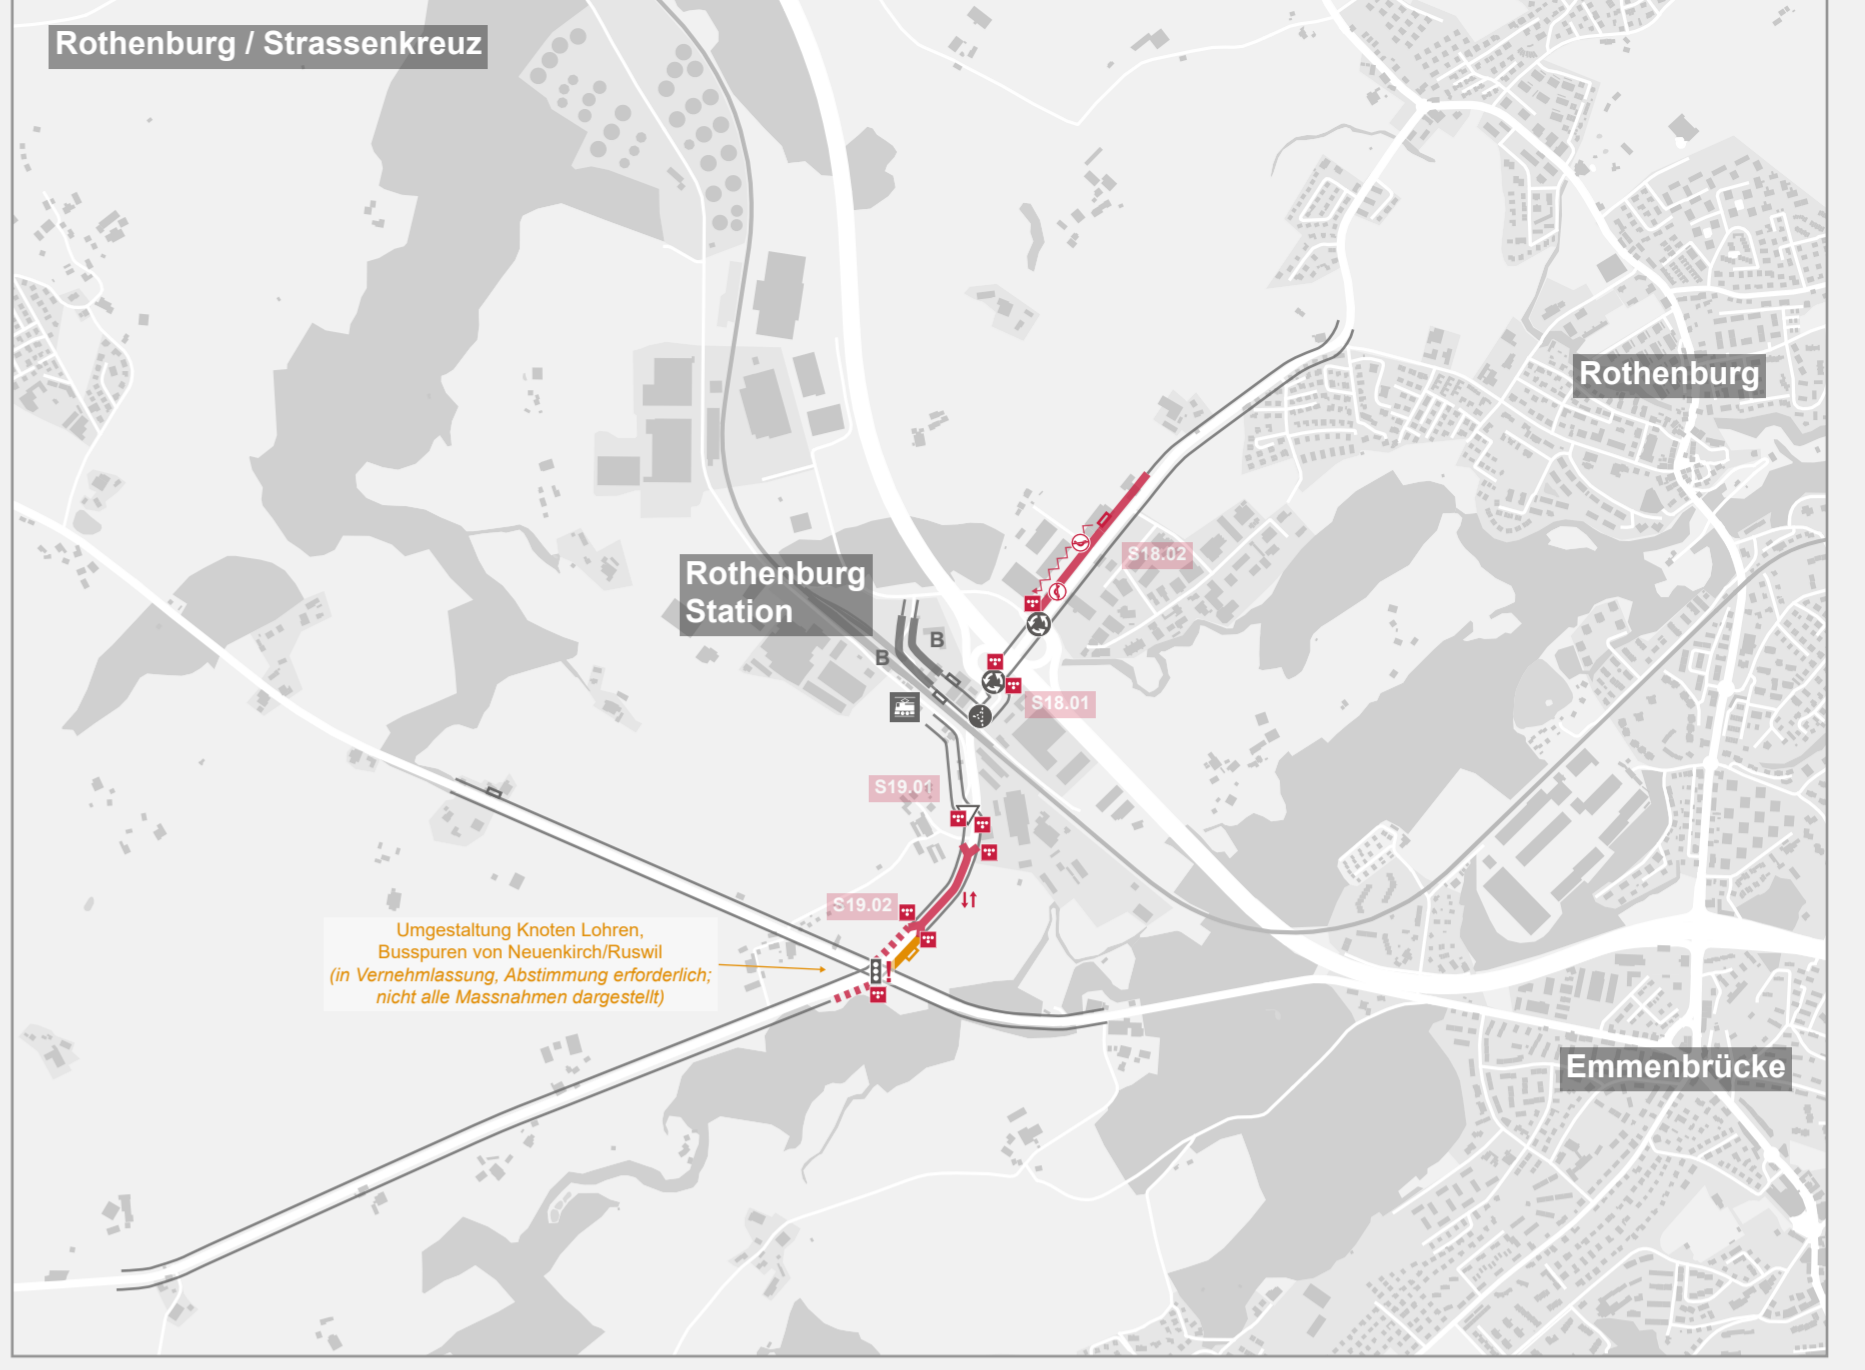 Rothenburg / Strassenkreuz
Rothenburg
S18.02
Rothenburg
Station
B
B
S18.01
S19.01
S19.02
Umgestaltung Knoten Lohren,
Busspuren von Neuenkirch/Ruswil
(in Vernehmlassung, Abstimmung erforderlich;
nicht alle Massnahmen dargestellt)
!
Emmenbrücke